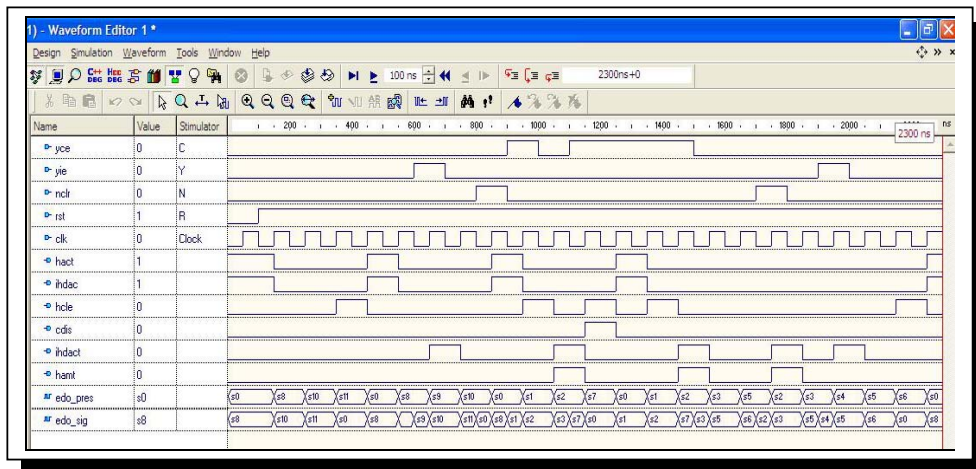 1) - Waveform Editor 1 *
Design Simulation Waveform Tools Window Help
C++ DEG HEC DEG 100 ns 2300ns+0
Name Value Stimulator 200 400 600 800 1000 1200 1400 1600 1800 2000 ns
2300 ns
yce 0 C
yie 0 Y
nclr 0 N
rst 1 R
clk 0 Clock
hact 1
ihdac 1
hcle 0
cdis 0
ihdact 0
hamt 0
edo_pres s0 s0 s8 s10 s11 s0 s8 s9 s10 s0 s1 s2 s7 s0 s1 s2 s3 s5 s2 s3 s4 s5 s6 s0
edo_sig s8 s8 s10 s11 s0 s8 s9 s10 s11 s0 s8 s1 s2 s3 s7 s0 s1 s2 s7 s3 s5 s6 s2 s3 s5 s4 s5 s6 s0 s8